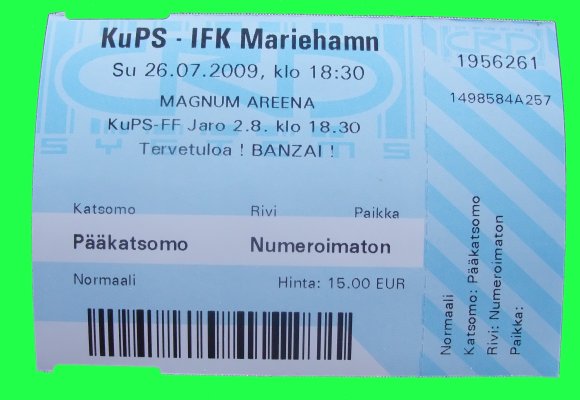 KuPS - IFK Mariehamn
Su 26.07.2009, klo 18:30
MAGNUM AREENA
KuPS-FF Jaro 2.8. klo 18.30
Tervetuloa ! BANZAI !
Katsomo Rivi Paikka
Pääkatsomo Numeroimaton
Normaali Hinta: 15.00 EUR
1956261
1498584A257
Normaali
Katsomo: Pääkatsomo
Rivi: Numeroimaton
Paikka: